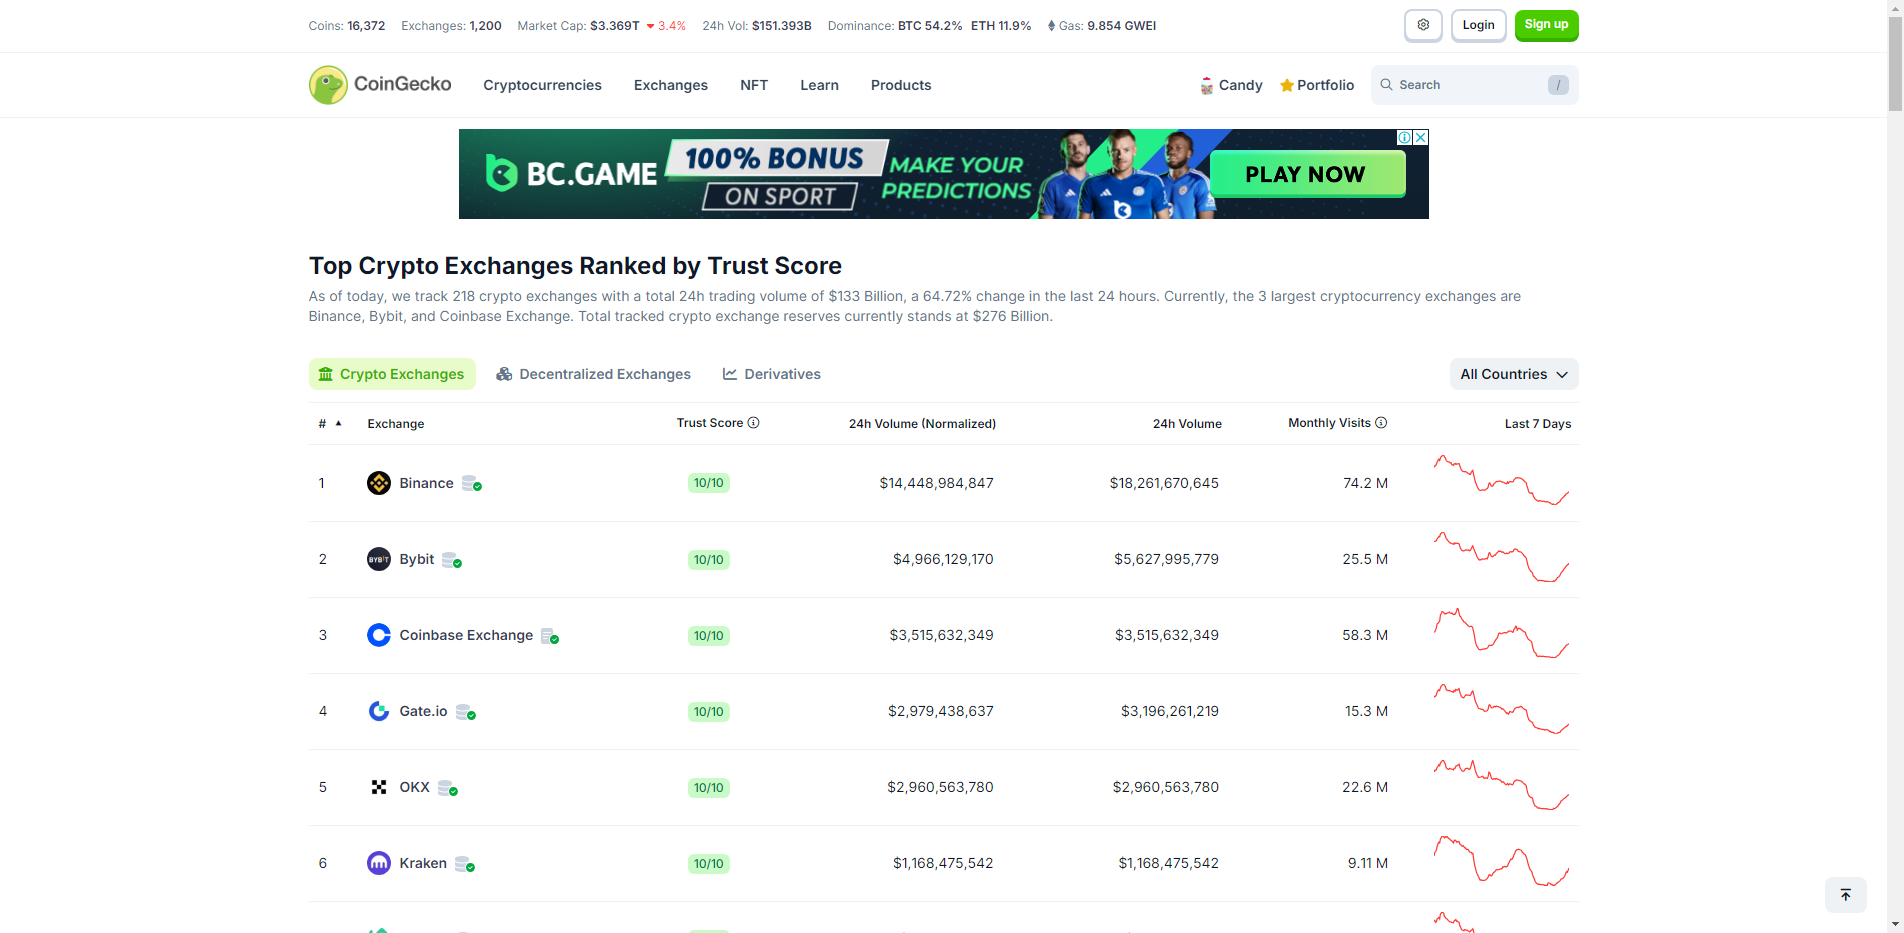 Coins: 16,372 Exchanges: 1,200 Market Cap: $3.369T 3.4% 24h Vol: $151.393B Dominance: BTC 54.2% ETH 11.9% Gas: 9.854 GWEI Login Sign up
CoinGecko Cryptocurrencies Exchanges NFT Learn Products Candy Portfolio Search /
BC.GAME 100% BONUS ON SPORT MAKE YOUR PREDICTIONS PLAY NOW
Top Crypto Exchanges Ranked by Trust Score
As of today, we track 218 crypto exchanges with a total 24h trading volume of $133 Billion, a 64.72% change in the last 24 hours. Currently, the 3 largest cryptocurrency exchanges are
Binance, Bybit, and Coinbase Exchange. Total tracked crypto exchange reserves currently stands at $276 Billion.
Crypto Exchanges Decentralized Exchanges Derivatives All Countries
# Exchange Trust Score 24h Volume (Normalized) 24h Volume Monthly Visits Last 7 Days
1 Binance 10/10 $14,448,984,847 $18,261,670,645 74.2 M
2 BYBIT Bybit 10/10 $4,966,129,170 $5,627,995,779 25.5 M
3 Coinbase Exchange 10/10 $3,515,632,349 $3,515,632,349 58.3 M
4 Gate.io 10/10 $2,979,438,637 $3,196,261,219 15.3 M
5 OKX 10/10 $2,960,563,780 $2,960,563,780 22.6 M
6 Kraken 10/10 $1,168,475,542 $1,168,475,542 9.11 M